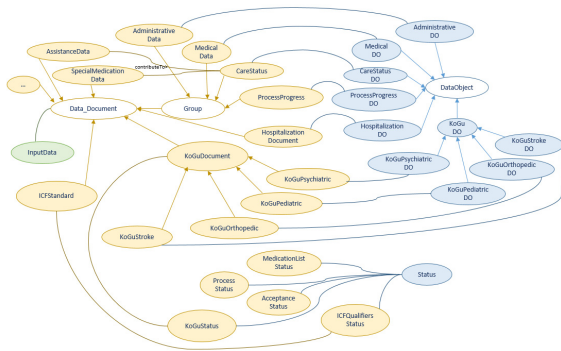 Administrative
Data
Administrative
DO
Medical
Data
Medical
DO
AssistanceData
contributeTo>
SpecialMedication
Data
CareStatus
CareStatus
DO
DataObject
...
ProcessProgress
ProcessProgress
DO
Data_Document
Group
Hospitalization
Document
Hospitalization
DO
KoGu
DO
InputData
KoGuDocument
KoGuStroke
DO
KoGuPsychiatric
DO
KoGuOrthopedic
DO
KoGuPsychiatric
KoGuPediatric
DO
ICFStandard
KoGuPediatric
KoGuStroke
KoGuOrthopedic
MedicationList
Status
Process
Status
Status
Acceptance
Status
KoGuStatus
ICFQualifiers
Status